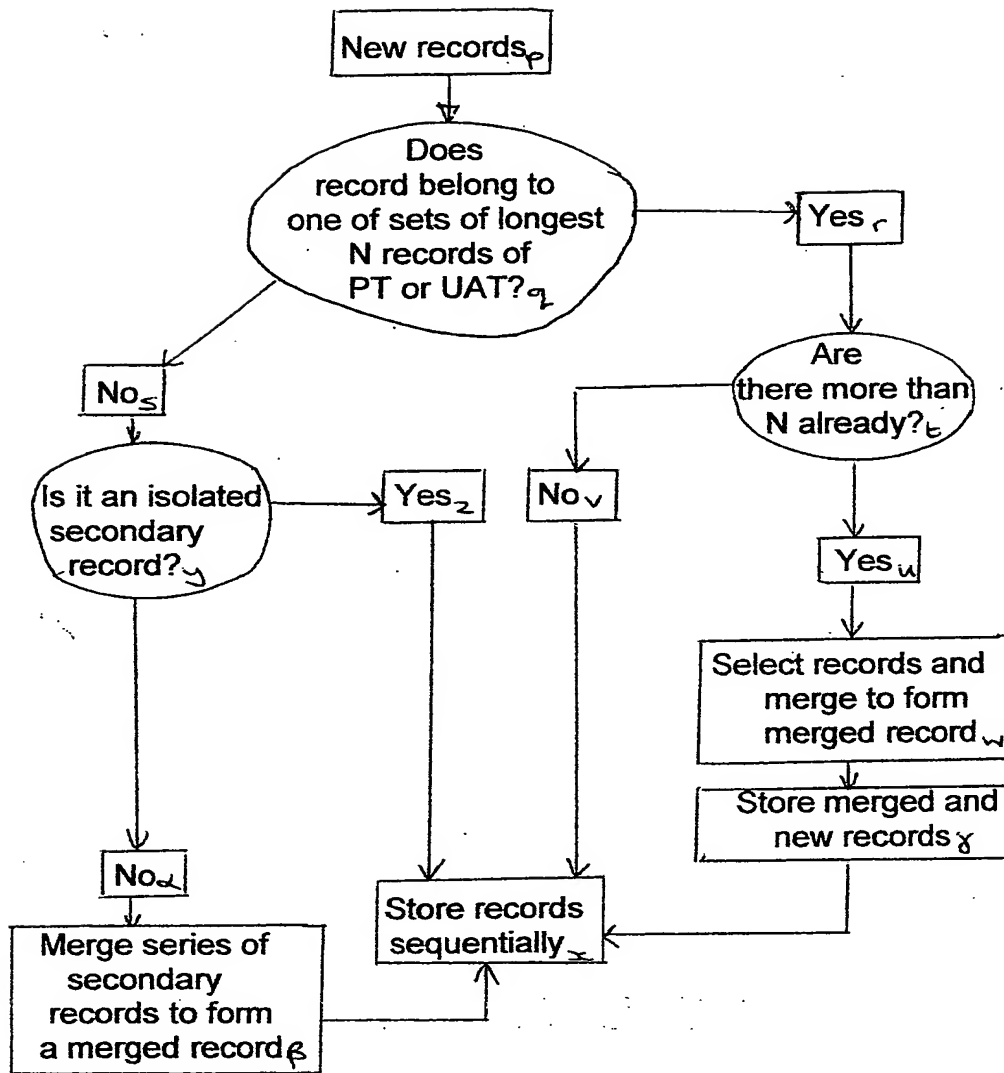 New records p
Does
record belong to
one of sets of longest
N records of
PT or UAT? q
Yes r
No s
Are
there more than
N already? t
Is it an isolated
secondary
record? y
Yes z
No v
Yes u
Select records and
merge to form
merged record w
Store merged and
new records γ
No α
Store records
sequentially x
Merge series of
secondary
records to form
a merged record β